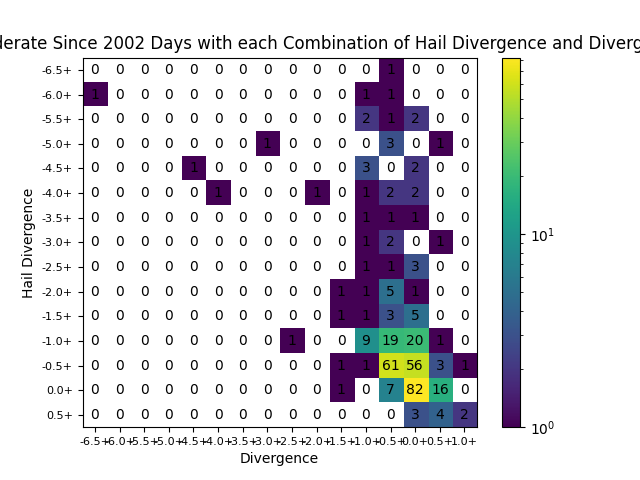 derate Since 2002 Days with each Combination of Hail Divergence and Diverg
-6.5+ 0 0 0 0 0 0 0 0 0 0 0 0 1 0 0 0
-6.0+ 1 0 0 0 0 0 0 0 0 0 0 1 1 0 0 0
-5.5+ 0 0 0 0 0 0 0 0 0 0 0 2 1 2 0 0
-5.0+ 0 0 0 0 0 0 0 1 0 0 0 0 3 0 1 0
-4.5+ 0 0 0 0 1 0 0 0 0 0 0 3 0 2 0 0
-4.0+ 0 0 0 0 0 1 0 0 0 1 0 1 2 2 0 0
-3.5+ 0 0 0 0 0 0 0 0 0 0 0 1 1 1 0 0
-3.0+ 0 0 0 0 0 0 0 0 0 0 0 1 2 0 1 0
-2.5+ 0 0 0 0 0 0 0 0 0 0 0 1 1 3 0 0
-2.0+ 0 0 0 0 0 0 0 0 0 0 1 1 5 1 0 0
-1.5+ 0 0 0 0 0 0 0 0 0 0 1 1 3 5 0 0
-1.0+ 0 0 0 0 0 0 0 0 1 0 0 9 19 20 1 0
-0.5+ 0 0 0 0 0 0 0 0 0 0 1 1 61 56 3 1
0.0+ 0 0 0 0 0 0 0 0 0 0 1 0 7 82 16 0
0.5+ 0 0 0 0 0 0 0 0 0 0 0 0 0 3 4 2
-6.5+ -6.0+ -5.5+ -5.0+ -4.5+ -4.0+ -3.5+ -3.0+ -2.5+ -2.0+ -1.5+ -1.0+ -0.5+ 0.0+ 0.5+ 1.0+
Divergence
Hail Divergence
10¹
10⁰